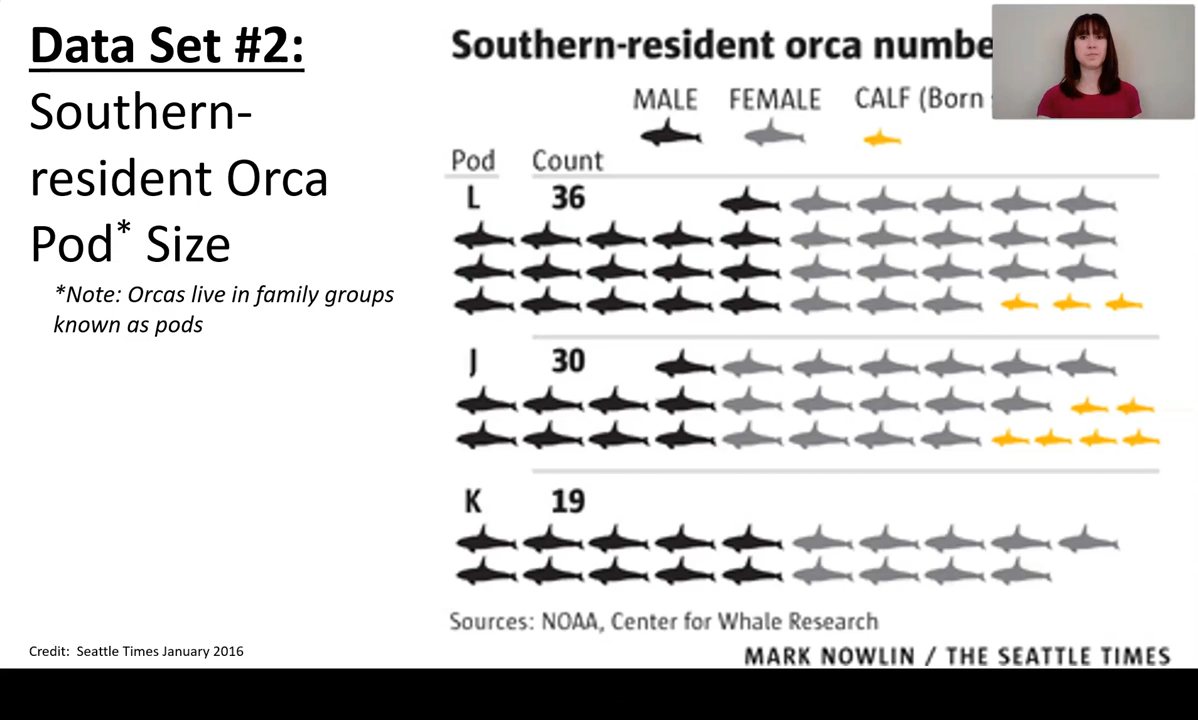 Data Set #2:
Southern-
resident Orca
Pod* Size
*Note: Orcas live in family groups
known as pods
Credit: Seattle Times January 2016
Southern-resident orca numbe
MALE FEMALE CALF (Born
Pod Count
L 36
J 30
K 19
Sources: NOAA, Center for Whale Research
MARK NOWLIN / THE SEATTLE TIMES